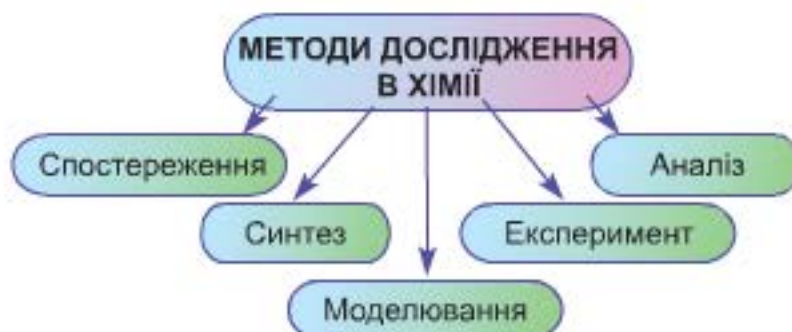 МЕТОДИ ДОСЛІДЖЕННЯ
В ХІМІЇ
Спостереження
Аналіз
Синтез
Експеримент
Моделювання